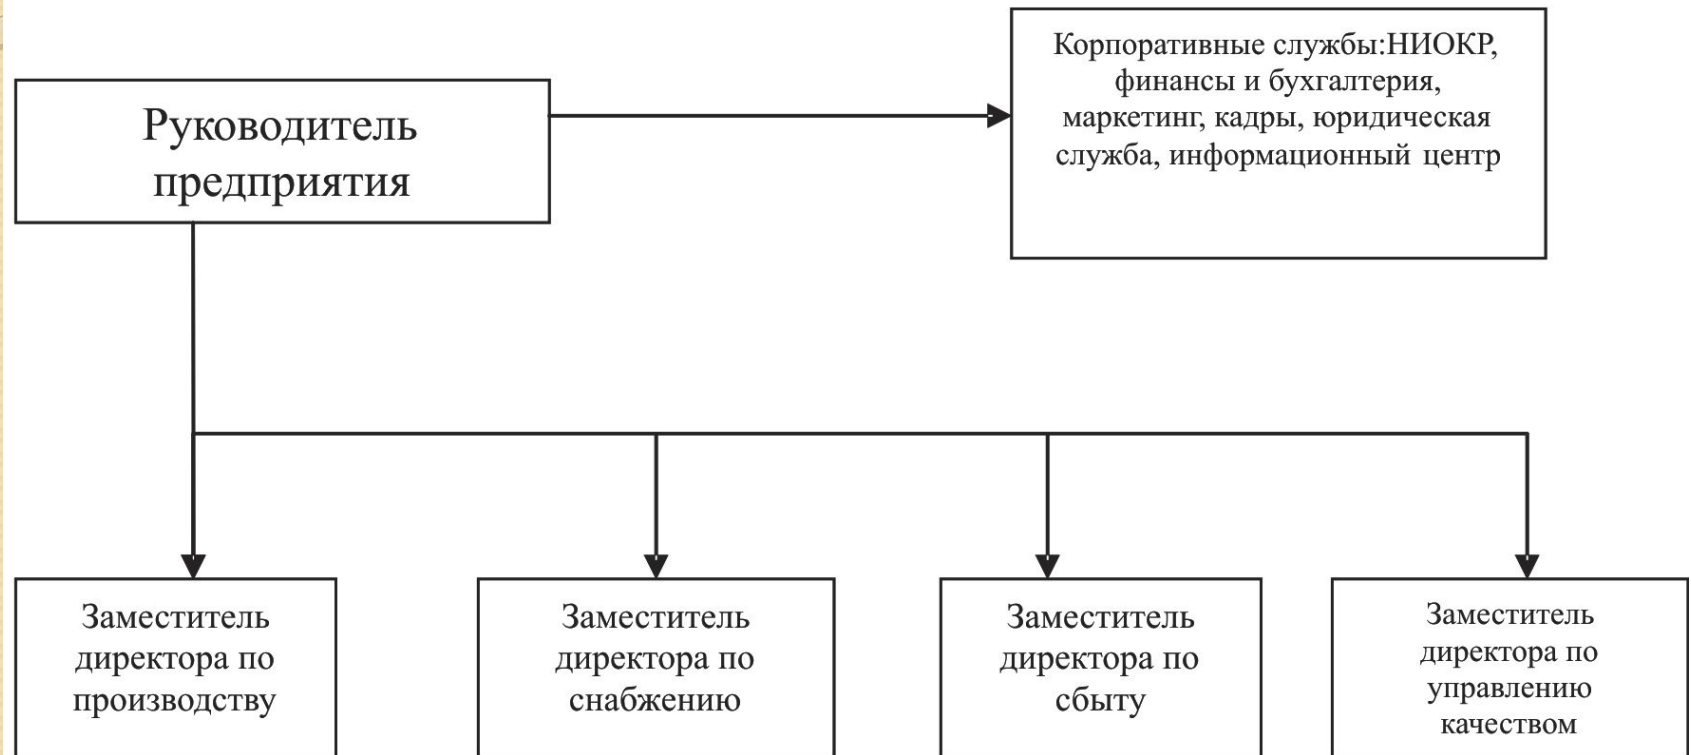 Корпоративные службы:НИОКР,
финансы и бухгалтерия,
маркетинг, кадры, юридическая
служба, информационный центр
Руководитель
предприятия
Заместитель
директора по
производству
Заместитель
директора по
снабжению
Заместитель
директора по
сбыту
Заместитель
директора по
управлению
качеством